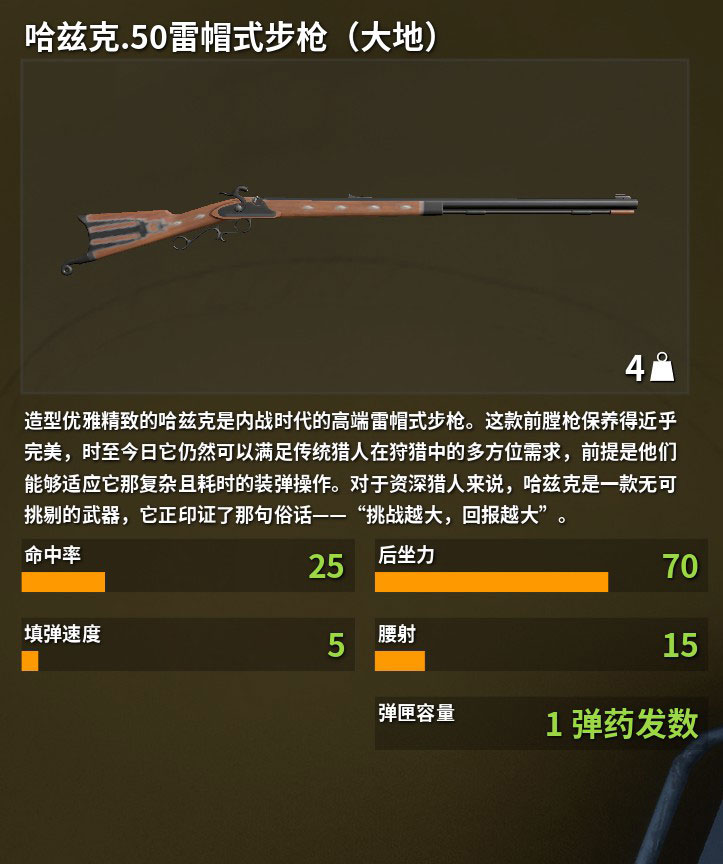 哈兹克.50雷帽式步枪（大地）
4
造型优雅精致的哈兹克是内战时代的高端雷帽式步枪。这款前膛枪保养得近乎
完美，时至今日它仍然可以满足传统猎人在狩猎中的多方位需求，前提是他们
能够适应它那复杂且耗时的装弹操作。对于资深猎人来说，哈兹克是一款无可
挑剔的武器，它正印证了那句俗话——“挑战越大，回报越大”。
命中率 25
后坐力 70
填弹速度 5
腰射 15
弹匣容量 1 弹药发数